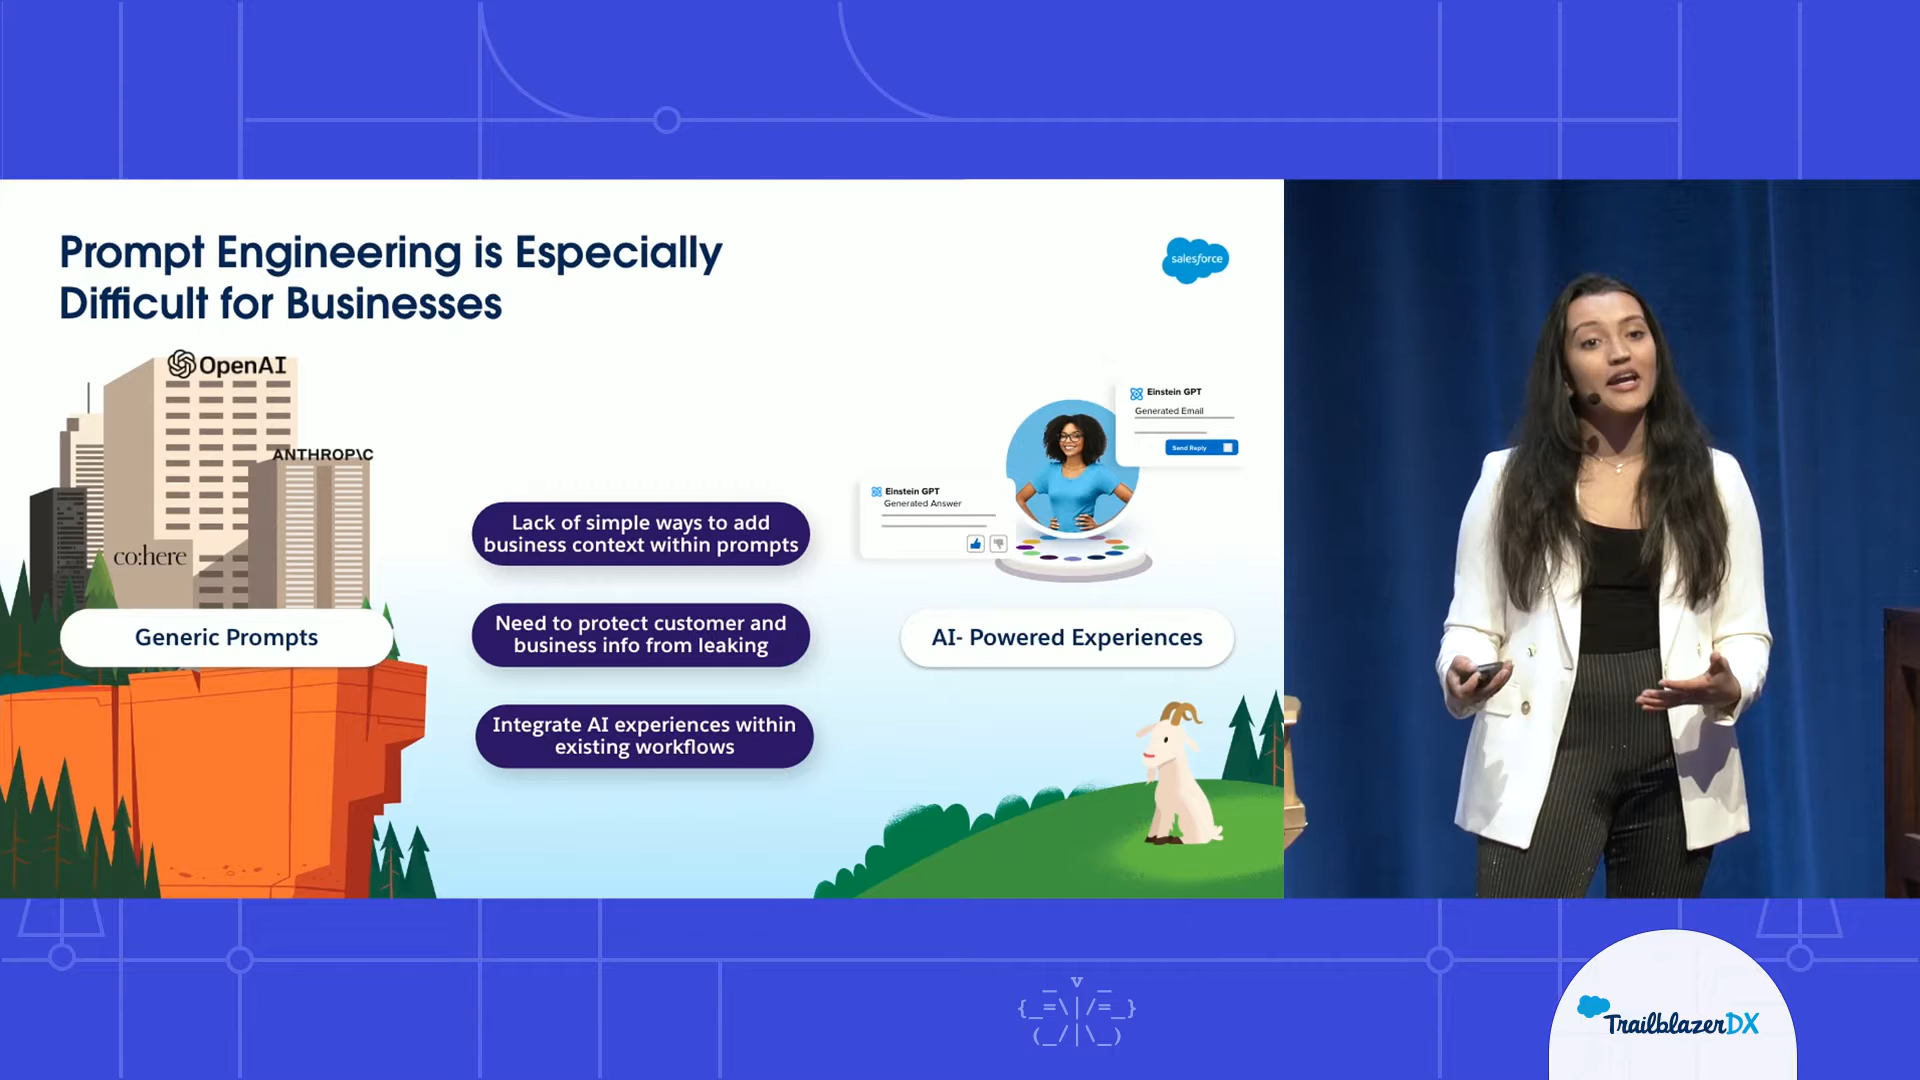 Prompt Engineering is Especially
Difficult for Businesses
salesforce
OpenAI
ANTHROP\C
co:here
Generic Prompts
Lack of simple ways to add
business context within prompts
Need to protect customer and
business info from leaking
Integrate AI experiences within
existing workflows
Einstein GPT
Generated Email
Send Reply
Einstein GPT
Generated Answer
AI- Powered Experiences
v
_ _
{_=\|/=_}
(_/|\_)
TrailblazerDX